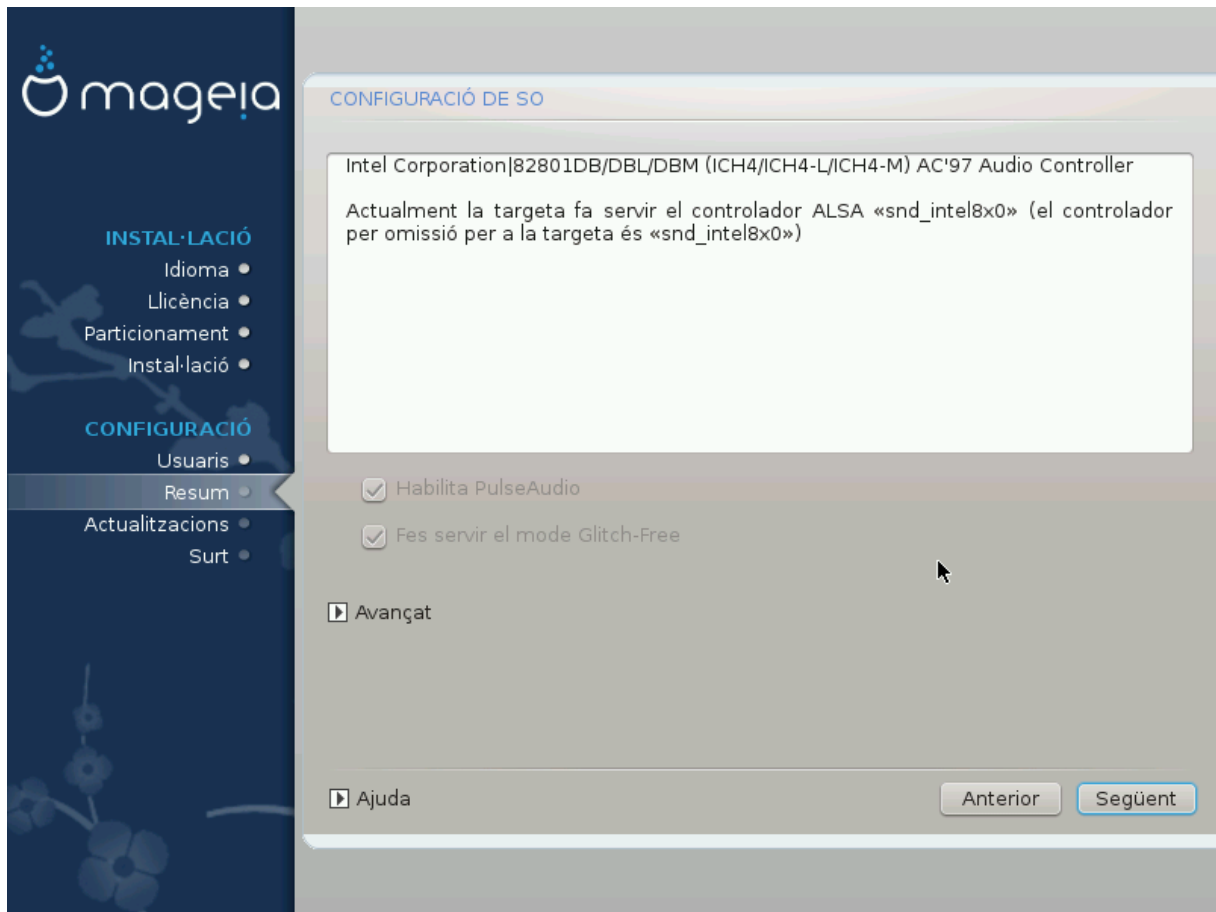 mageia
INSTAL·LACIÓ
Idioma
Llicència
Particionament
Instal·lació
CONFIGURACIÓ
Usuaris
Resum
Actualitzacions
Surt
CONFIGURACIÓ DE SO
Intel Corporation|82801DB/DBL/DBM (ICH4/ICH4-L/ICH4-M) AC'97 Audio Controller
Actualment la targeta fa servir el controlador ALSA «snd_intel8x0» (el controlador
per omissió per a la targeta és «snd_intel8x0»)
Habilita PulseAudio
Fes servir el mode Glitch-Free
Avançat
Ajuda
Anterior
Següent